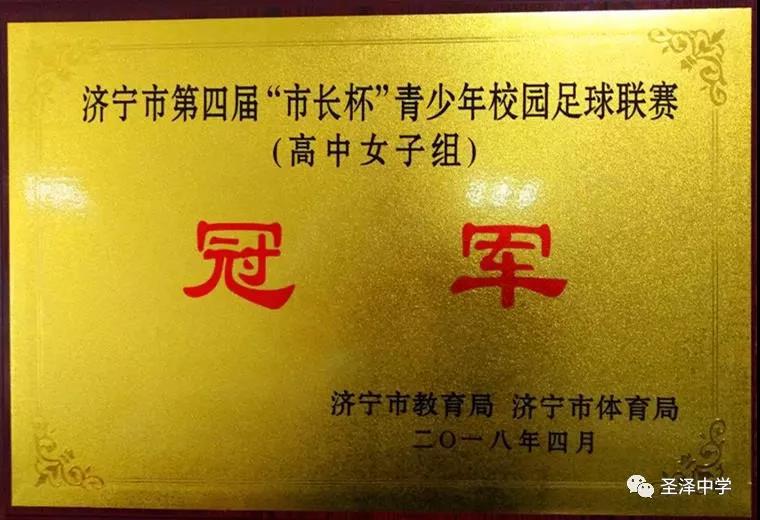 济宁市第四届“市长杯”青少年校园足球联赛
(高中女子组)
冠军
济宁市教育局 济宁市体育局
二〇一八年四月
圣泽中学